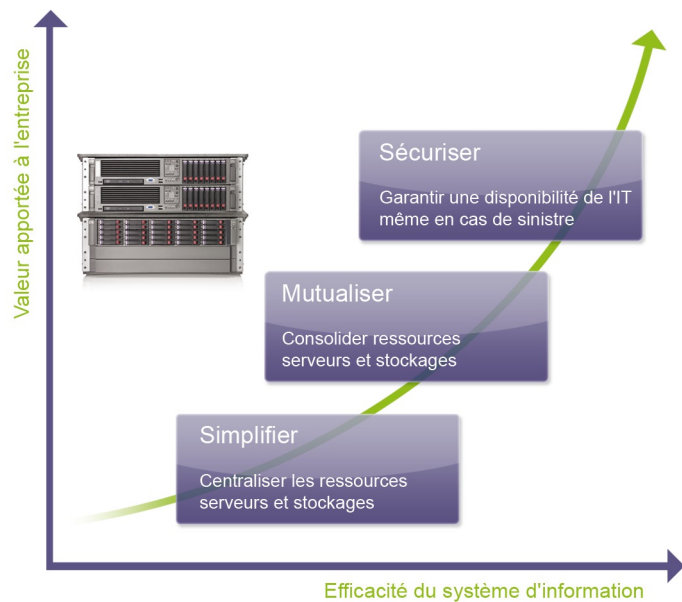 Valeur apportée à l'entreprise
Sécuriser
Garantir une disponibilité de l'IT
même en cas de sinistre
Mutualiser
Consolider ressources
serveurs et stockages
Simplifier
Centraliser les ressources
serveurs et stockages
Efficacité du système d'information